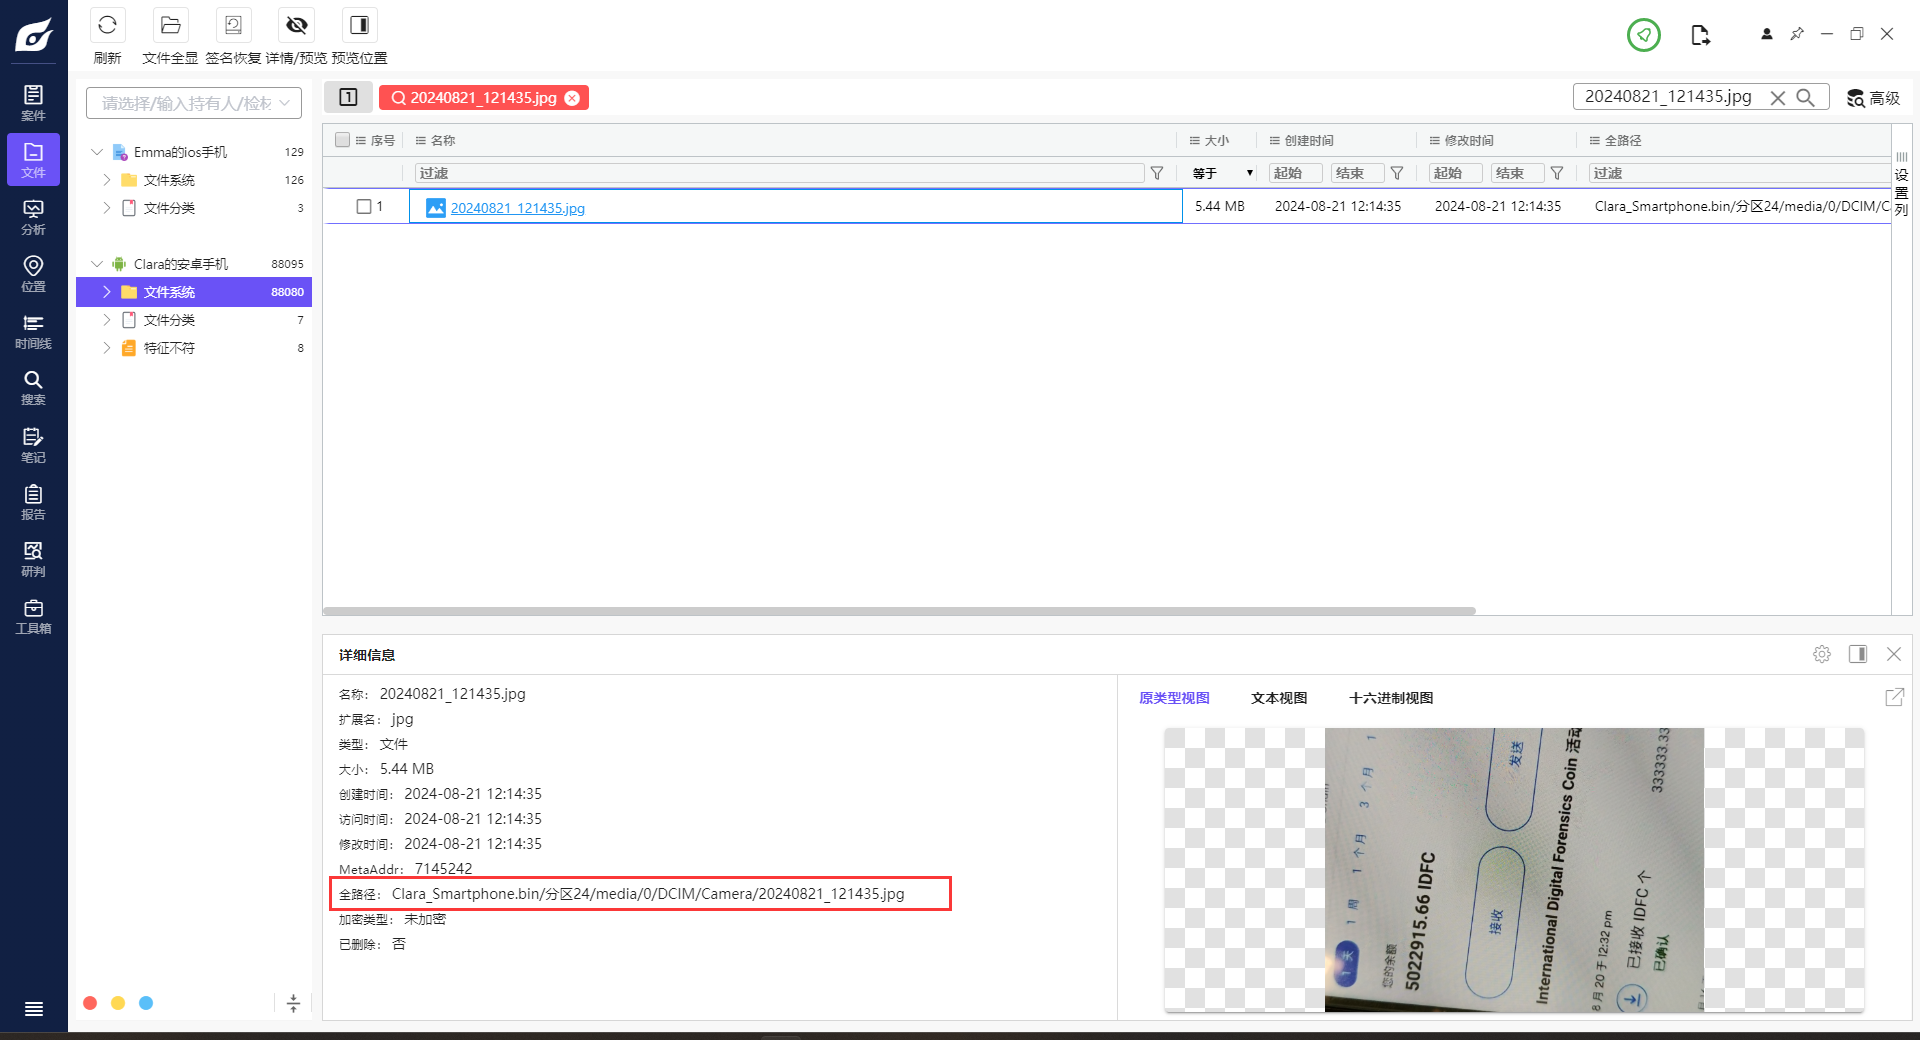 刷新
文件全显
签名恢复
详情/预览
预览位置
案件
文件
分析
位置
时间线
搜索
笔记
报告
研判
工具箱
请选择/输入持有人/检材
Emma的ios手机 129
文件系统 126
文件分类 3
Clara的安卓手机 88095
文件系统 88080
文件分类 7
特征不符 8
1
20240821_121435.jpg
20240821_121435.jpg
高级
序号 名称 大小 创建时间 修改时间 全路径
过滤 等于 起始 结束 起始 结束 过滤
1 20240821_121435.jpg 5.44 MB 2024-08-21 12:14:35 2024-08-21 12:14:35 Clara_Smartphone.bin/分区24/media/0/DCIM/C
设置列
详细信息
名称: 20240821_121435.jpg
扩展名: jpg
类型: 文件
大小: 5.44 MB
创建时间: 2024-08-21 12:14:35
访问时间: 2024-08-21 12:14:35
修改时间: 2024-08-21 12:14:35
MetaAddr: 7145242
全路径: Clara_Smartphone.bin/分区24/media/0/DCIM/Camera/20240821_121435.jpg
加密类型: 未加密
已删除: 否
原类型视图 文本视图 十六进制视图
1 天 1 周 1 个月 3 个月 1
您的余额
5022915.66 IDFC
接收 发送
International Digital Forensics Coin 活动
8 月 20 于 12:32 pm
已接收 IDFC 个 333333.33
已确认